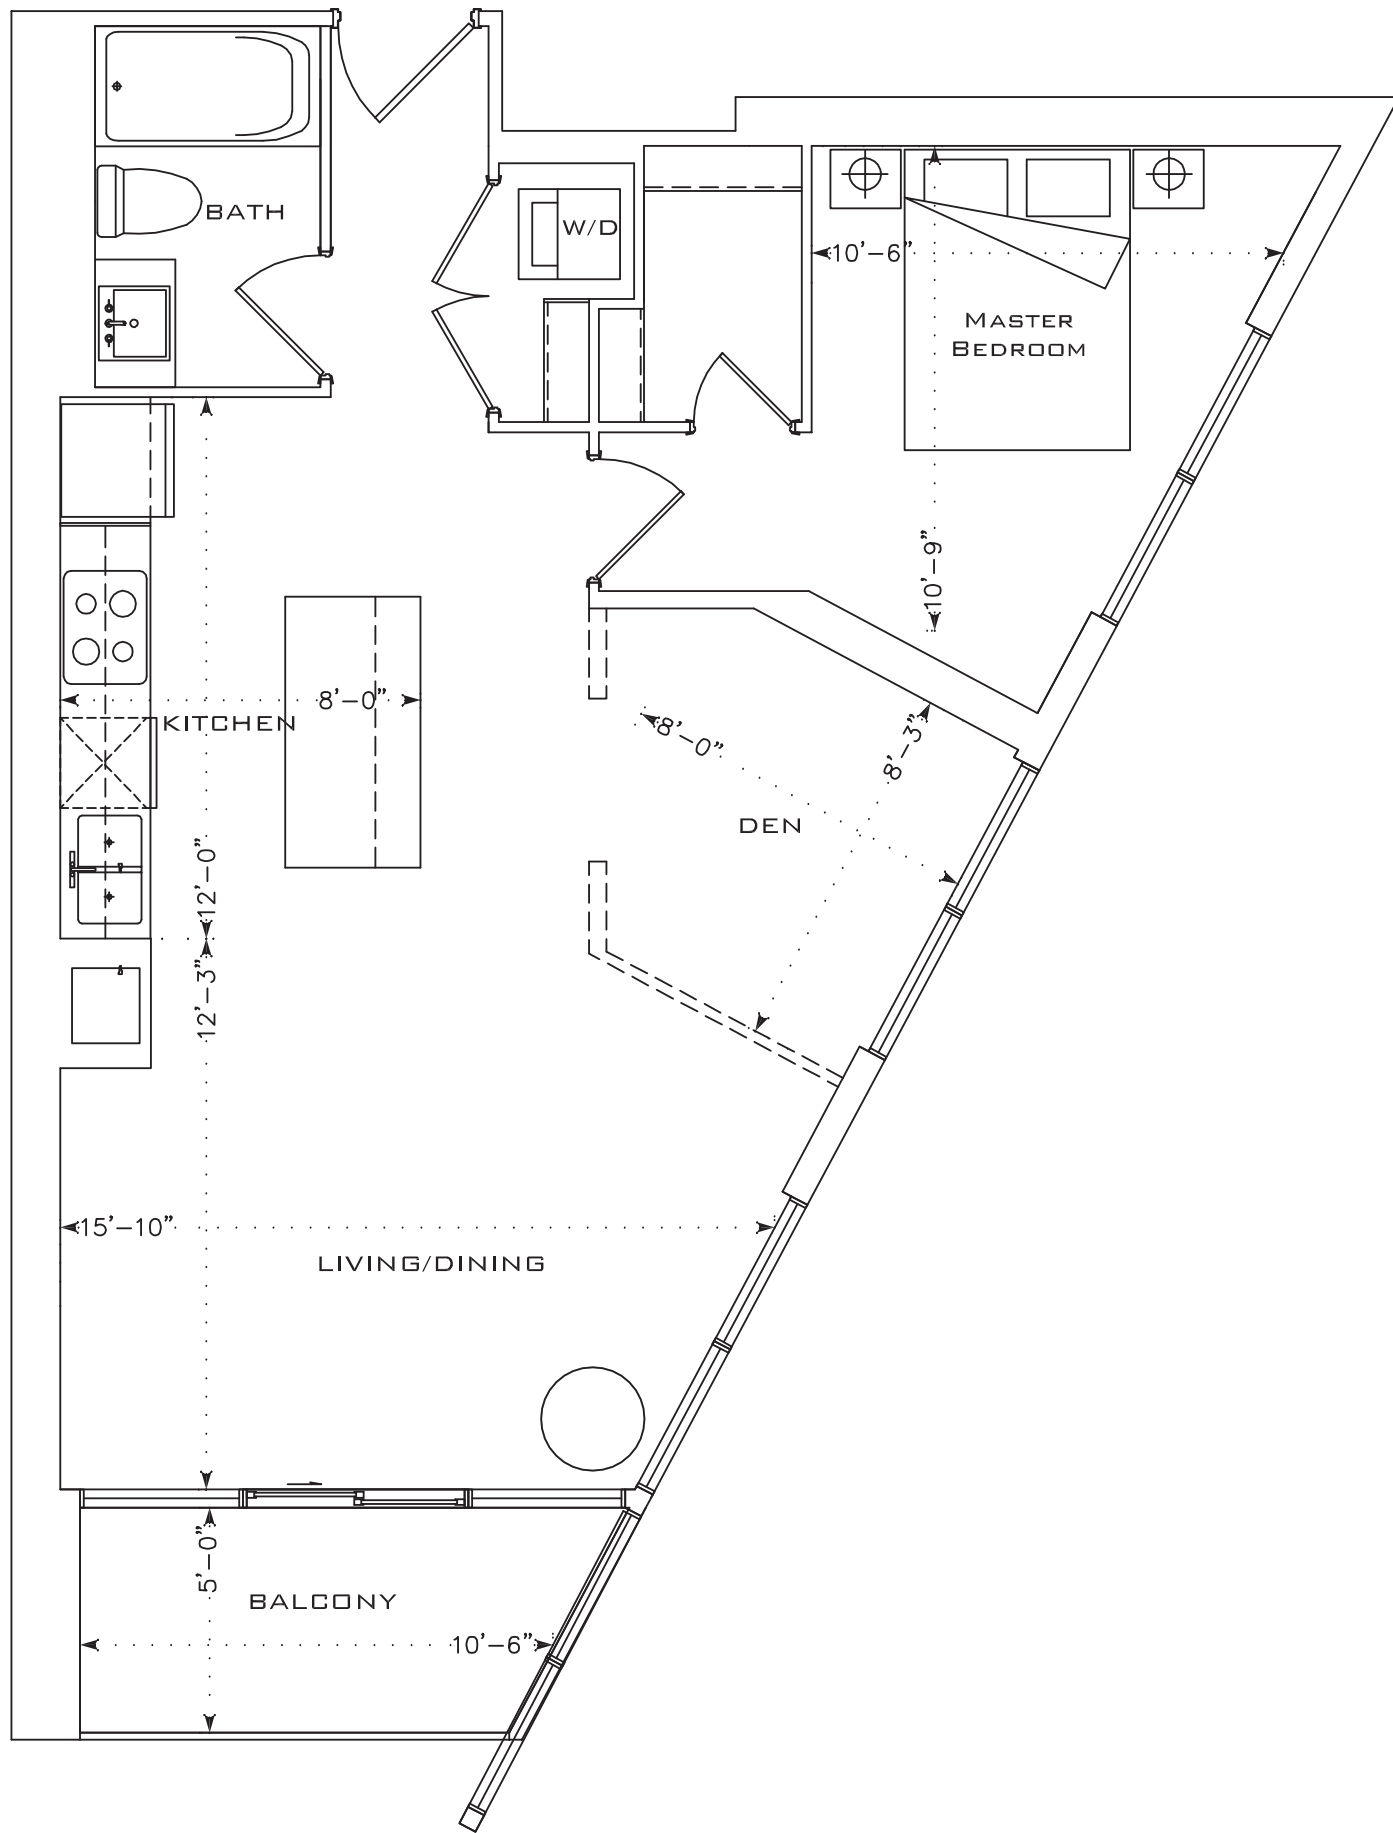 BATH
W/D
10'-6"
MASTER
BEDROOM
10'-9"
8'-0"
KITCHEN
8'-0"
8'-3"
DEN
12'-0"
12'-3"
15'-10"
LIVING/DINING
5'-0"
BALCONY
10'-6"